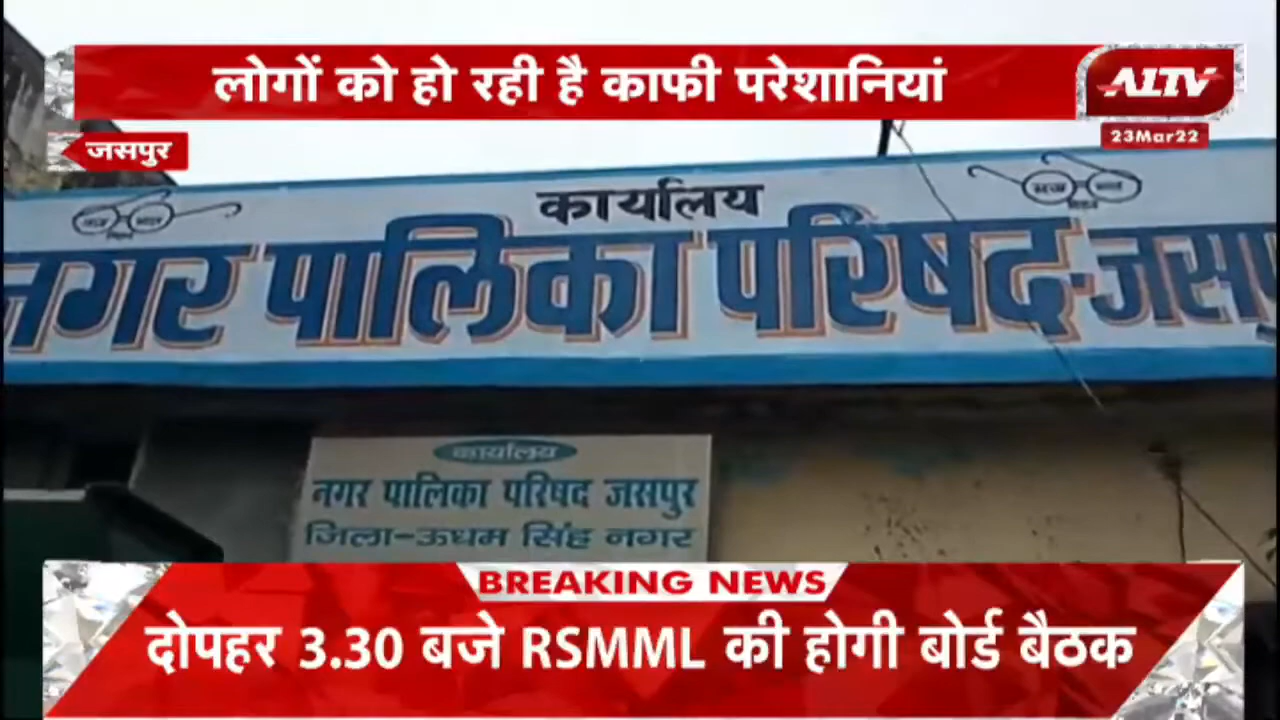 लोगों को हो रही है काफी परेशानियां
A1TV
23Mar22
जसपुर
कार्यालय
नगर पालिका परिषद-जसपु
कार्यालय
नगर पालिका परिषद जसपुर
जिला-ऊधम सिंह नगर
BREAKING NEWS
दोपहर 3.30 बजे RSMML की होगी बोर्ड बैठक